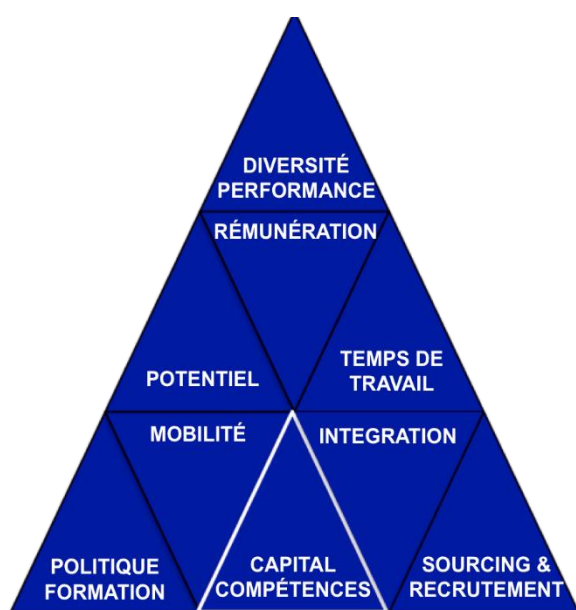 DIVERSITÉ
PERFORMANCE
RÉMUNÉRATION
POTENTIEL
TEMPS DE
TRAVAIL
MOBILITÉ
INTEGRATION
POLITIQUE
FORMATION
CAPITAL
COMPÉTENCES
SOURCING &
RECRUTEMENT